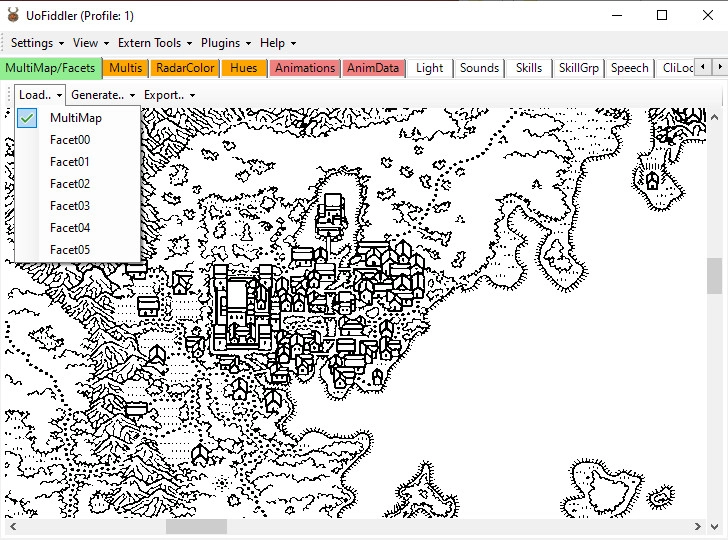 UoFiddler (Profile: 1)
Settings View Extern Tools Plugins Help
MultiMap/Facets Multis RadarColor Hues Animations AnimData Light Sounds Skills SkillGrp Speech CliLoc
Load.. Generate.. Export..
MultiMap
Facet00
Facet01
Facet02
Facet03
Facet04
Facet05